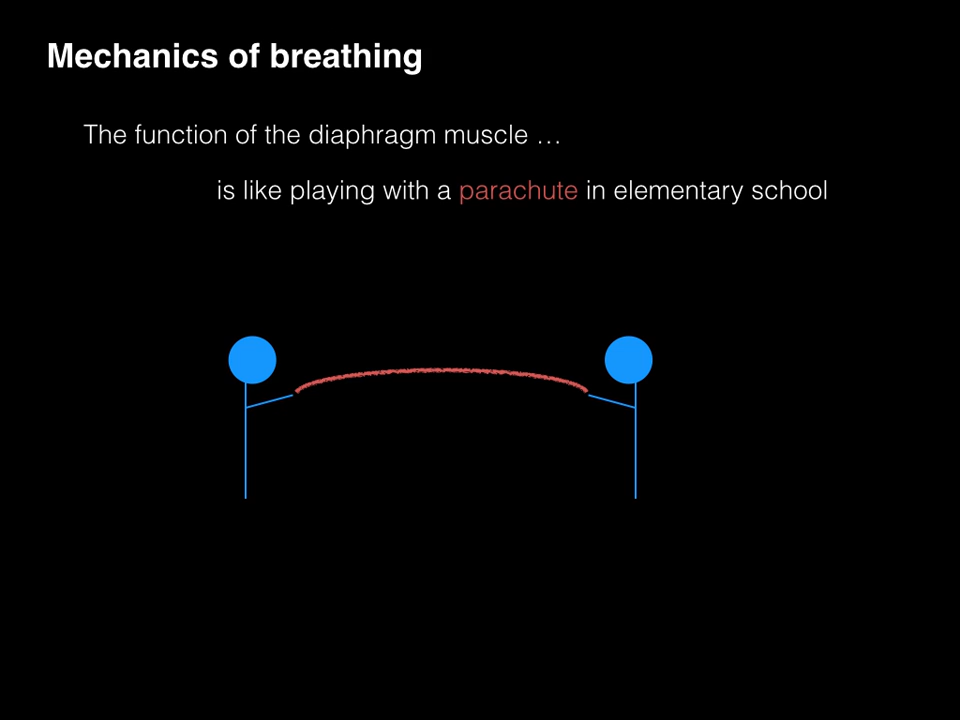 Mechanics of breathing
The function of the diaphragm muscle …
is like playing with a parachute in elementary school